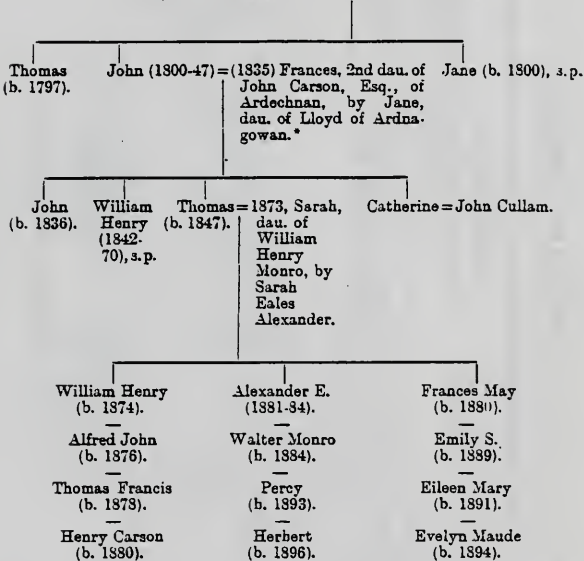 Thomas
(b. 1797).
John (1800-47) = (1835) Frances, 2nd dau. of
John Carson, Esq., of
Ardechnan, by Jane,
dau. of Lloyd of Ardna-
gowan.*
Jane (b. 1800), s.p.
John
(b. 1836).
William
Henry
(1842-
70), s.p.
Thomas = 1873, Sarah,
(b. 1847).
dau. of
William
Henry
Monro, by
Sarah
Eales
Alexander.
Catherine = John Cullam.
William Henry
(b. 1874).
Alfred John
(b. 1876).
Thomas Francis
(b. 1878).
Henry Carson
(b. 1880).
Alexander E.
(1881-84).
Walter Monro
(b. 1884).
Percy
(b. 1893).
Herbert
(b. 1896).
Frances May
(b. 1880).
Emily S.
(b. 1889).
Eileen Mary
(b. 1891).
Evelyn Maude
(b. 1894).